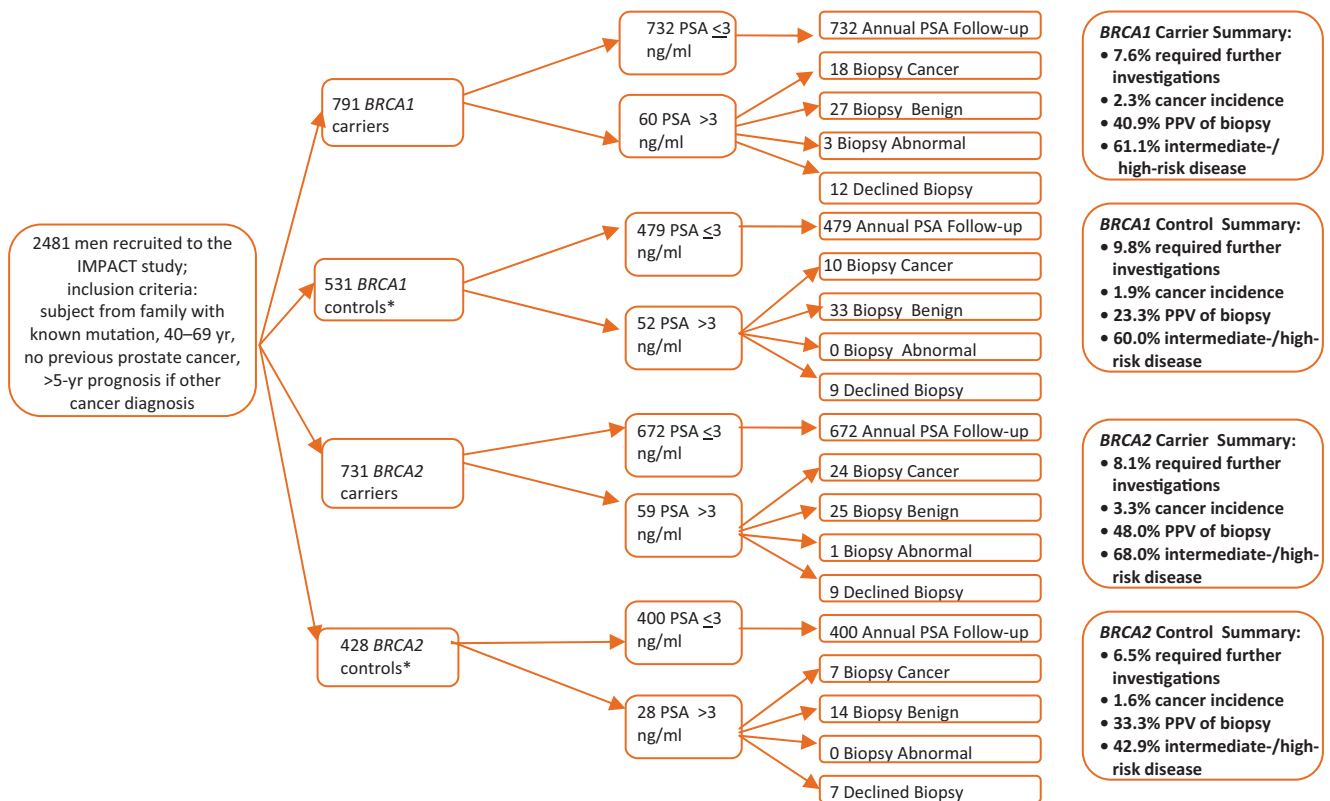 2481 men recruited to the
IMPACT study;
inclusion criteria:
subject from family with
known mutation, 40–69 yr,
no previous prostate cancer,
>5-yr prognosis if other
cancer diagnosis
791 BRCA1
carriers
732 PSA ≤3
ng/ml
732 Annual PSA Follow-up
60 PSA >3
ng/ml
18 Biopsy Cancer
27 Biopsy Benign
3 Biopsy Abnormal
12 Declined Biopsy
BRCA1 Carrier Summary:
• 7.6% required further
investigations
• 2.3% cancer incidence
• 40.9% PPV of biopsy
• 61.1% intermediate-/
high-risk disease
531 BRCA1
controls*
479 PSA ≤3
ng/ml
479 Annual PSA Follow-up
52 PSA >3
ng/ml
10 Biopsy Cancer
33 Biopsy Benign
0 Biopsy Abnormal
9 Declined Biopsy
BRCA1 Control Summary:
• 9.8% required further
investigations
• 1.9% cancer incidence
• 23.3% PPV of biopsy
• 60.0% intermediate-/high-
risk disease
731 BRCA2
carriers
672 PSA ≤3
ng/ml
672 Annual PSA Follow-up
59 PSA >3
ng/ml
24 Biopsy Cancer
25 Biopsy Benign
1 Biopsy Abnormal
9 Declined Biopsy
BRCA2 Carrier Summary:
• 8.1% required further
investigations
• 3.3% cancer incidence
• 48.0% PPV of biopsy
• 68.0% intermediate-/high-
risk disease
428 BRCA2
controls*
400 PSA ≤3
ng/ml
400 Annual PSA Follow-up
28 PSA >3
ng/ml
7 Biopsy Cancer
14 Biopsy Benign
0 Biopsy Abnormal
7 Declined Biopsy
BRCA2 Control Summary:
• 6.5% required further
investigations
• 1.6% cancer incidence
• 33.3% PPV of biopsy
• 42.9% intermediate-/high-
risk disease